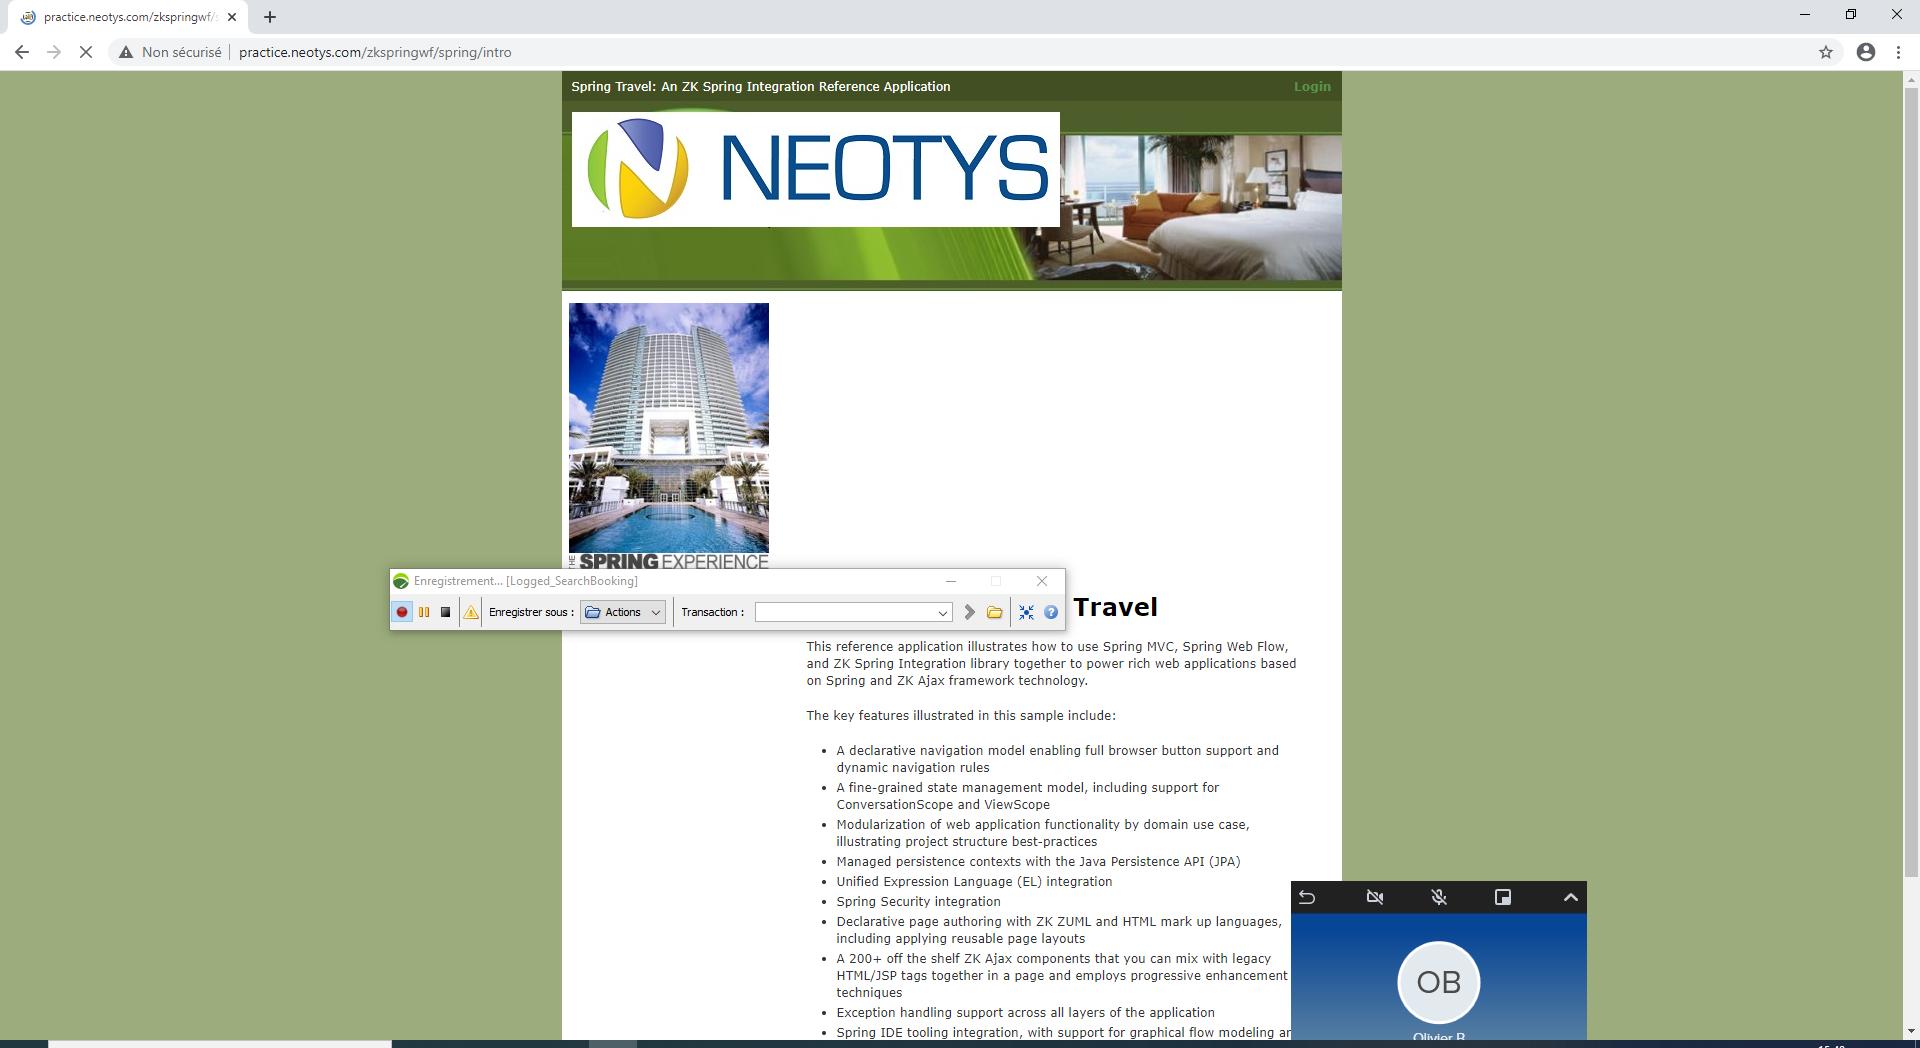 practice.neotys.com/zkspringwf/
Non sécurisé practice.neotys.com/zkspringwf/spring/intro
Spring Travel: An ZK Spring Integration Reference Application
Login
NEOTYS
THE SPRING EXPERIENCE
Enregistrement... [Logged_SearchBooking]
Enregistrer sous : Actions Transaction :
Travel
This reference application illustrates how to use Spring MVC, Spring Web Flow,
and ZK Spring Integration library together to power rich web applications based
on Spring and ZK Ajax framework technology.
The key features illustrated in this sample include:
• A declarative navigation model enabling full browser button support and
dynamic navigation rules
• A fine-grained state management model, including support for
ConversationScope and ViewScope
• Modularization of web application functionality by domain use case,
illustrating project structure best-practices
• Managed persistence contexts with the Java Persistence API (JPA)
• Unified Expression Language (EL) integration
• Spring Security integration
• Declarative page authoring with ZK ZUML and HTML mark up languages,
including applying reusable page layouts
• A 200+ off the shelf ZK Ajax components that you can mix with legacy
HTML/JSP tags together in a page and employs progressive enhancement
techniques
• Exception handling support across all layers of the application
• Spring IDE tooling integration, with support for graphical flow modeling
OB
Olivier B